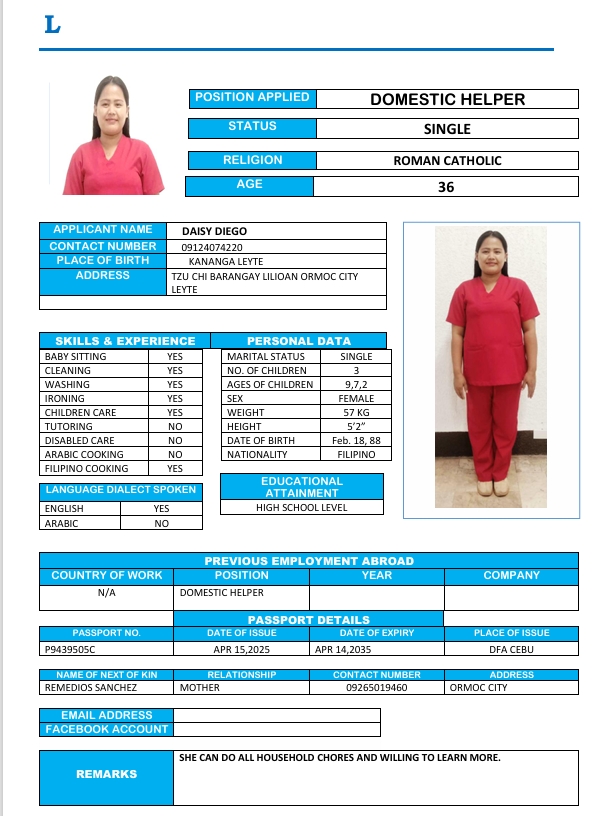 L
POSITION APPLIED DOMESTIC HELPER
STATUS SINGLE
RELIGION ROMAN CATHOLIC
AGE 36
APPLICANT NAME DAISY DIEGO
CONTACT NUMBER 09124074220
PLACE OF BIRTH KANANGA LEYTE
ADDRESS TZU CHI BARANGAY LILIOAN ORMOC CITY
LEYTE
SKILLS & EXPERIENCE PERSONAL DATA
BABY SITTING YES MARITAL STATUS SINGLE
CLEANING YES NO. OF CHILDREN 3
WASHING YES AGES OF CHILDREN 9,7,2
IRONING YES SEX FEMALE
CHILDREN CARE YES WEIGHT 57 KG
TUTORING NO HEIGHT 5’2”
DISABLED CARE NO DATE OF BIRTH Feb. 18, 88
ARABIC COOKING NO NATIONALITY FILIPINO
FILIPINO COOKING YES
EDUCATIONAL
ATTAINMENT
HIGH SCHOOL LEVEL
LANGUAGE DIALECT SPOKEN
ENGLISH YES
ARABIC NO
PREVIOUS EMPLOYMENT ABROAD
COUNTRY OF WORK POSITION YEAR COMPANY
N/A DOMESTIC HELPER
PASSPORT DETAILS
PASSPORT NO. DATE OF ISSUE DATE OF EXPIRY PLACE OF ISSUE
P9439505C APR 15,2025 APR 14,2035 DFA CEBU
NAME OF NEXT OF KIN RELATIONSHIP CONTACT NUMBER ADDRESS
REMEDIOS SANCHEZ MOTHER 09265019460 ORMOC CITY
EMAIL ADDRESS
FACEBOOK ACCOUNT
REMARKS SHE CAN DO ALL HOUSEHOLD CHORES AND WILLING TO LEARN MORE.